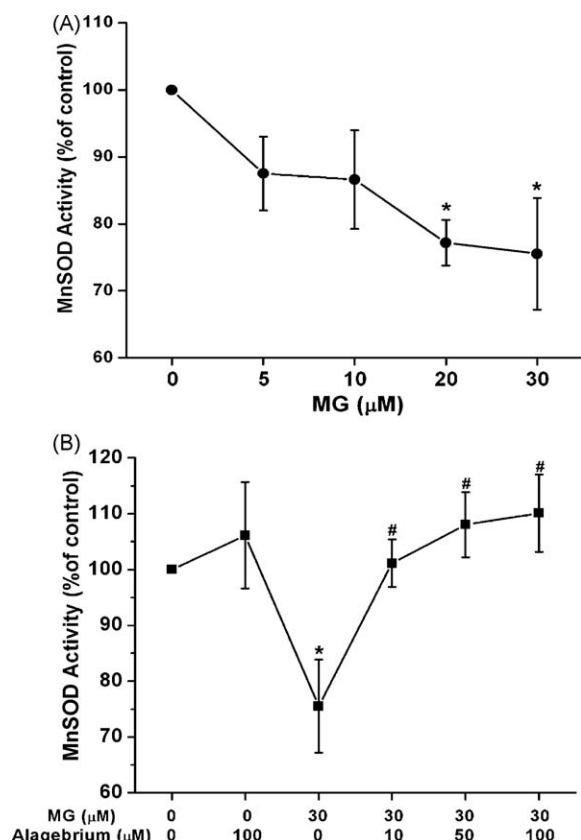 (A)
110
100
90
80
70
60
MnSOD Activity (%of control)
* *
0 5 10 20 30
MG (μM)
(B)
120
110
100
90
80
70
60
MnSOD Activity (%of control)
* # # #
MG (μM) 0 0 30 30 30 30
Alagebrium (μM) 0 100 0 10 50 100